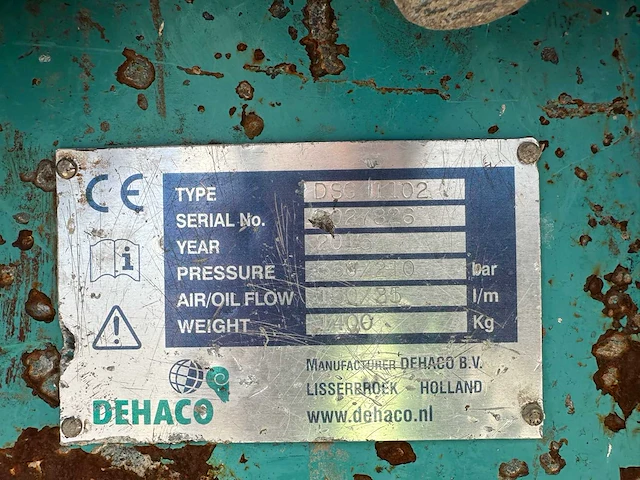 CE
TYPE
SERIAL No.
YEAR
PRESSURE bar
AIR/OIL FLOW l/m
WEIGHT 1400 Kg
MANUFACTURER DEHACO B.V.
LISSERBROEK - HOLLAND
DEHACO
www.dehaco.nl